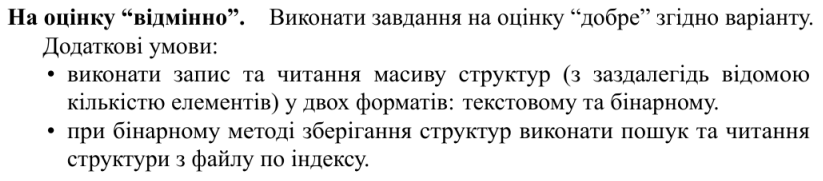 На оцінку “відмінно”. Виконати завдання на оцінку “добре” згідно варіанту.
Додаткові умови:
• виконати запис та читання масиву структур (з заздалегідь відомою
кількістю елементів) у двох форматів: текстовому та бінарному.
• при бінарному методі зберігання структур виконати пошук та читання
структури з файлу по індексу.